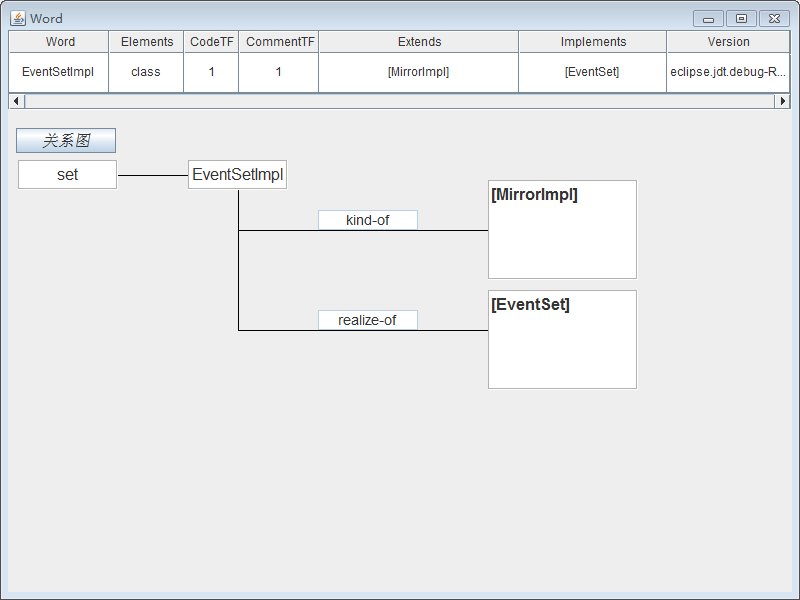 Word
Word Elements CodeTF CommentTF Extends Implements Version
EventSetImpl class 1 1 [MirrorImpl] [EventSet] eclipse.jdt.debug-R...
关系图
set EventSetImpl
[MirrorImpl]
kind-of
[EventSet]
realize-of